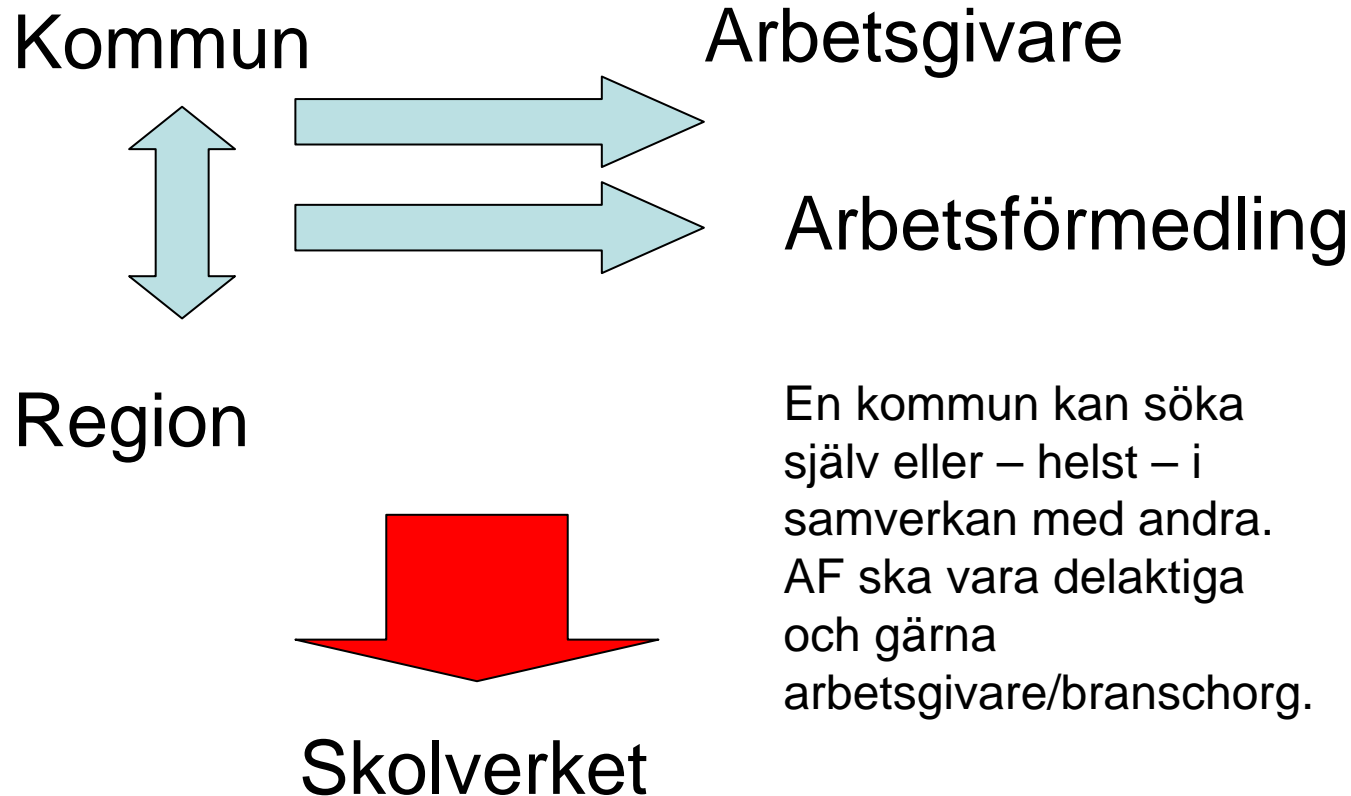 Kommun
Arbetsgivare
Arbetsförmedling
Region
En kommun kan söka
själv eller – helst – i
samverkan med andra.
AF ska vara delaktiga
och gärna
arbetsgivare/branschorg.
Skolverket